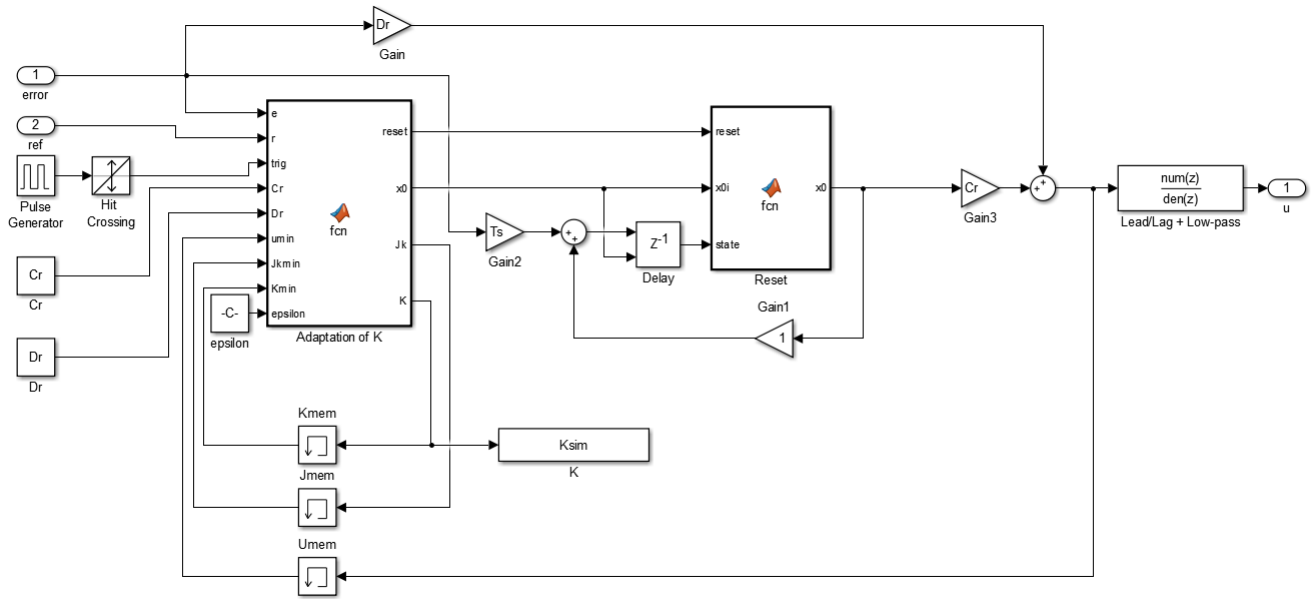 Dr
Gain
1
error
2
ref
Pulse
Generator
Hit
Crossing
Cr
Cr
Dr
Dr
-C-
epsilon
e
r
trig
Cr
Dr
umin
Jkmin
Kmin
epsilon
fcn
reset
x0
Jk
K
Adaptation of K
Ts
Gain2
+
+
Z-1
Delay
reset
x0i
state
fcn
x0
Reset
Gain1
1
Cr
Gain3
+
+
num(z)
den(z)
Lead/Lag + Low-pass
1
u
Kmem
Ksim
K
Jmem
Umem